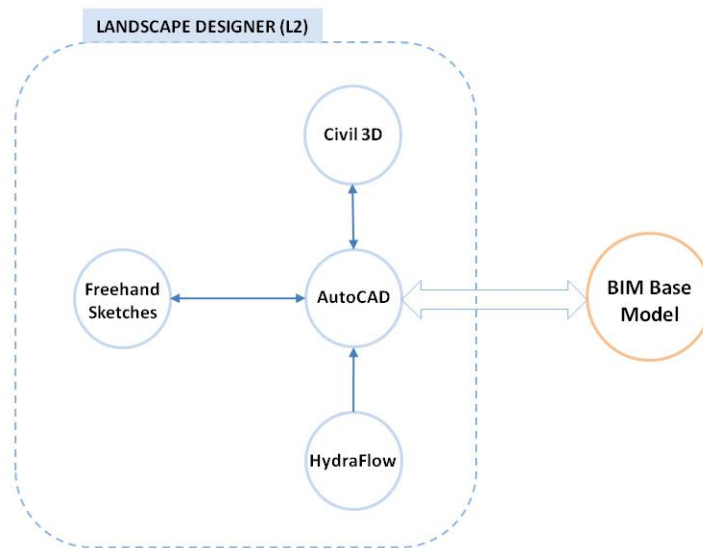 LANDSCAPE DESIGNER (L2)
Civil 3D
Freehand
Sketches
AutoCAD
BIM Base
Model
HydraFlow